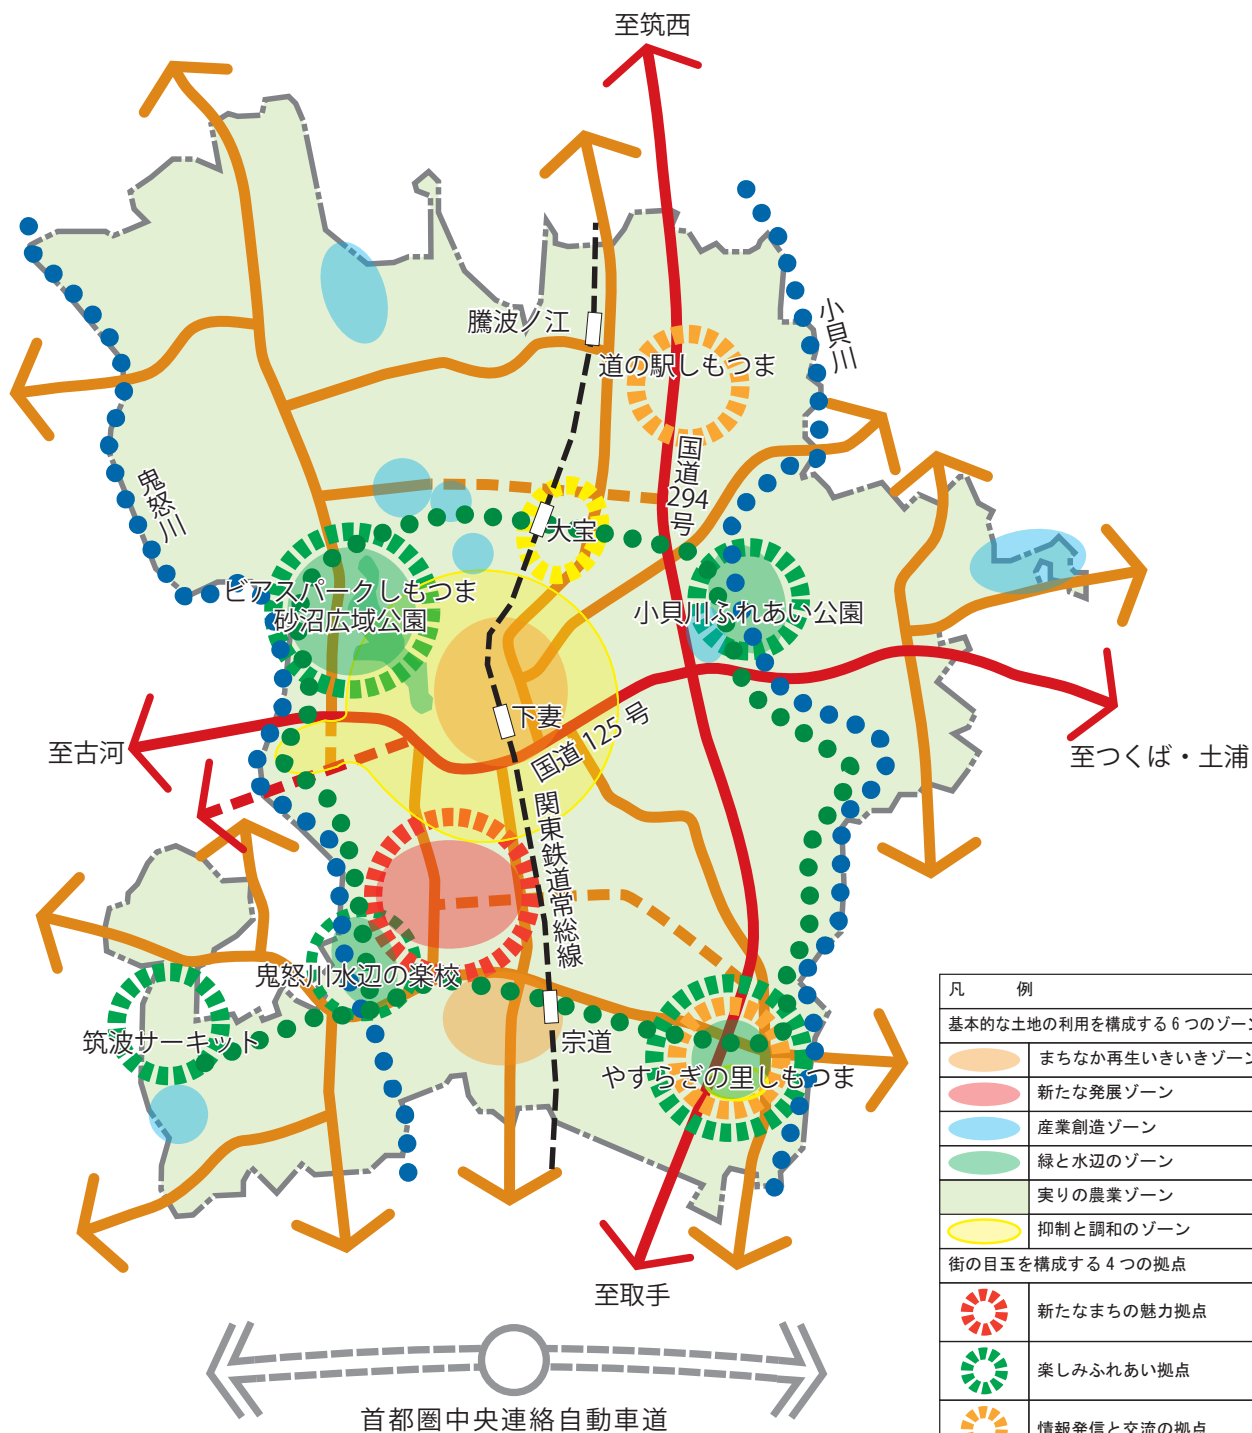 至筑西
小貝川
騰波ノ江
道の駅しもつま
国道294号
鬼怒川
大宝
ビアスパークしもつま
砂沼広域公園
小貝川ふれあい公園
下妻
国道 125 号
至古河
至つくば・土浦
関東鉄道常総線
鬼怒川水辺の楽校
筑波サーキット
宗道
やすらぎの里しもつま
至取手
首都圏中央連絡自動車道
凡 例
基本的な土地の利用を構成する 6 つのゾーン
まちなか再生いきいきゾーン
新たな発展ゾーン
産業創造ゾーン
緑と水辺のゾーン
実りの農業ゾーン
抑制と調和のゾーン
街の目玉を構成する 4 つの拠点
新たなまちの魅力拠点
楽しみふれあい拠点
情報発信と交流の拠点